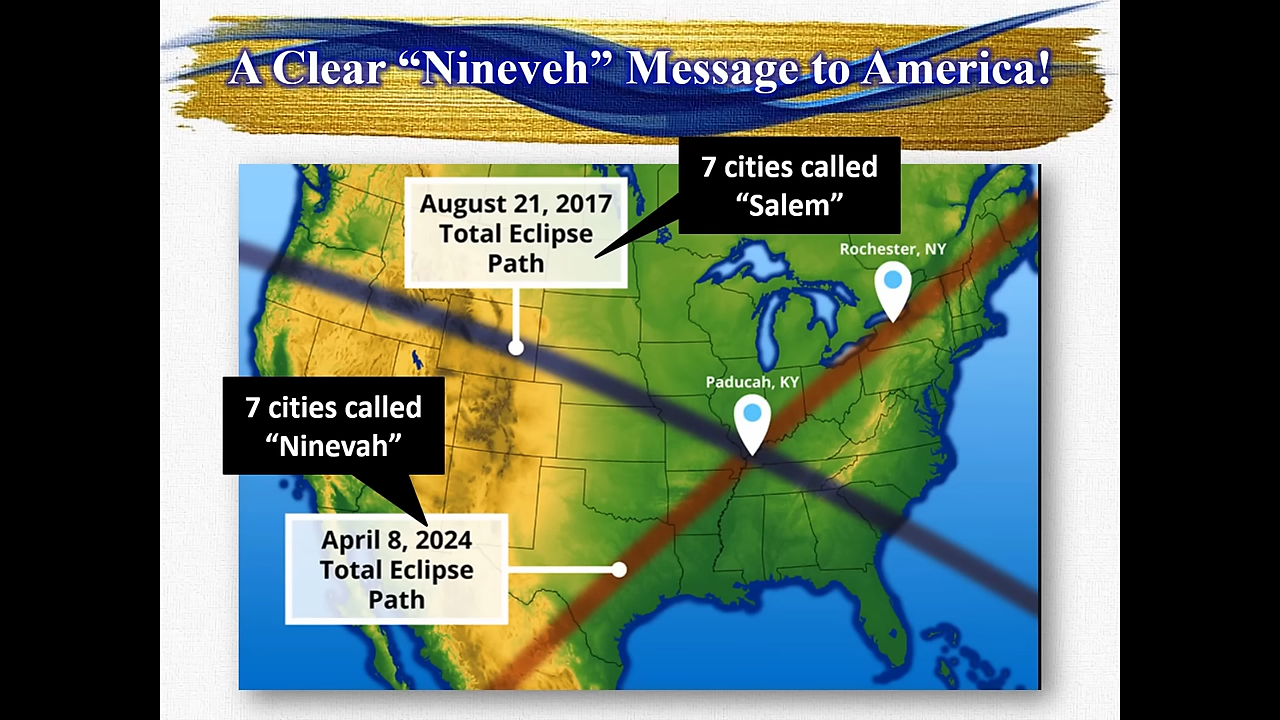 A Clear “Nineveh” Message to America!
7 cities called
“Salem”
August 21, 2017
Total Eclipse
Path
Rochester, NY
Paducah, KY
7 cities called
“Ninevah”
April 8, 2024
Total Eclipse
Path